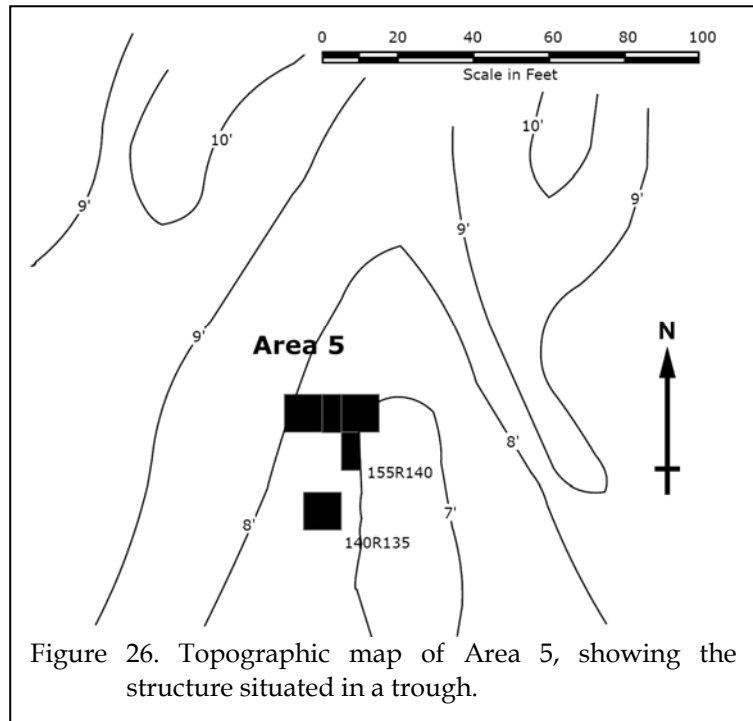 0 20 40 60 80 100
Scale in Feet
10'
10'
9'
9'
9'
9'
N
Area 5
8'
155R140
7'
8'
140R135
Figure 26. Topographic map of Area 5, showing the
structure situated in a trough.